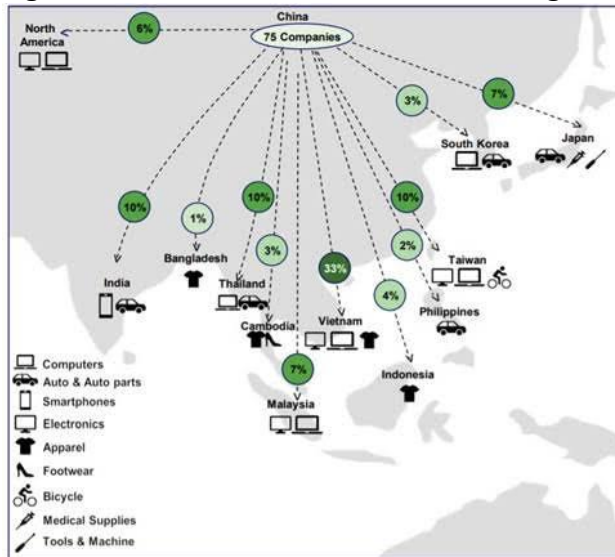 China
North
America
6%
75 Companies
3%
7%
South Korea
Japan
10%
1%
10%
3%
33%
10%
2%
4%
Bangladesh
India
Thailand
Cambodia
Vietnam
Taiwan
Philippines
Indonesia
7%
Malaysia
Computers
Auto & Auto parts
Smartphones
Electronics
Apparel
Footwear
Bicycle
Medical Supplies
Tools & Machine